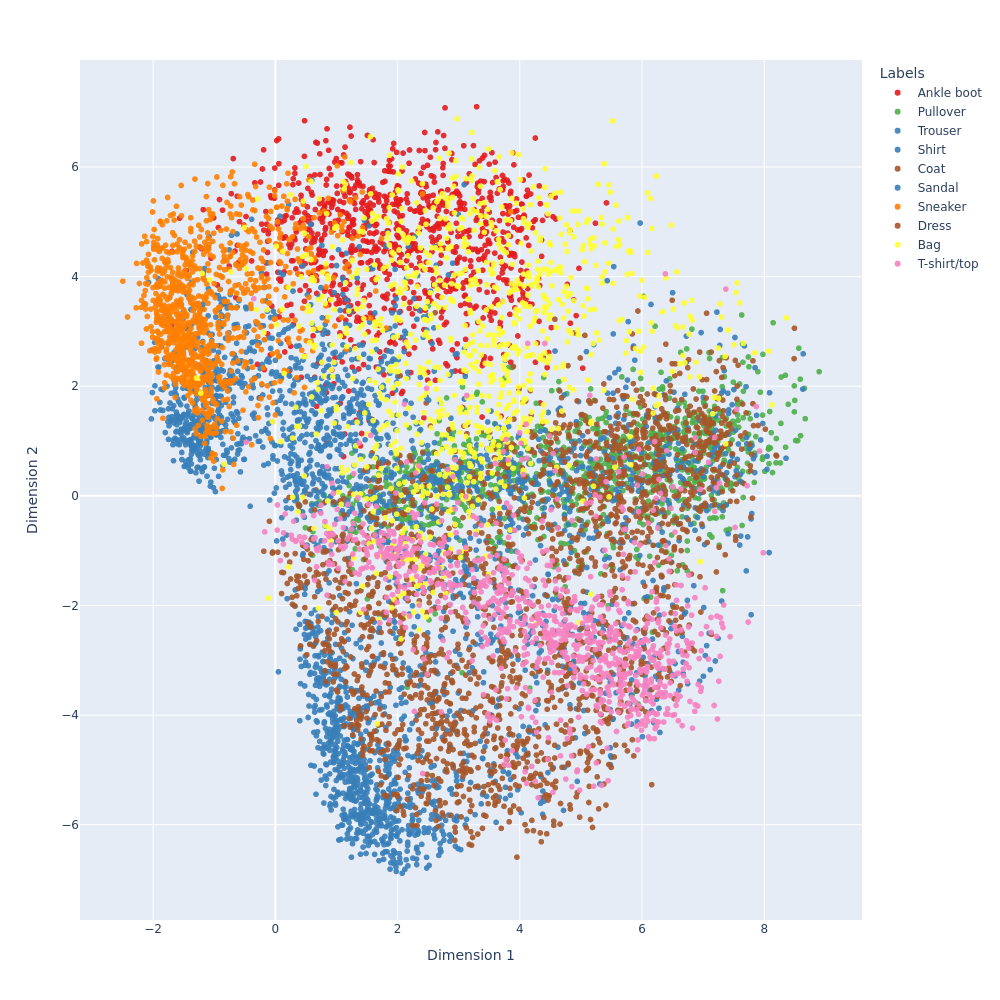 Labels
Ankle boot
Pullover
Trouser
Shirt
Coat
Sandal
Sneaker
Dress
Bag
T-shirt/top
6
4
2
0
−2
−4
−6
Dimension 2
−2 0 2 4 6 8
Dimension 1